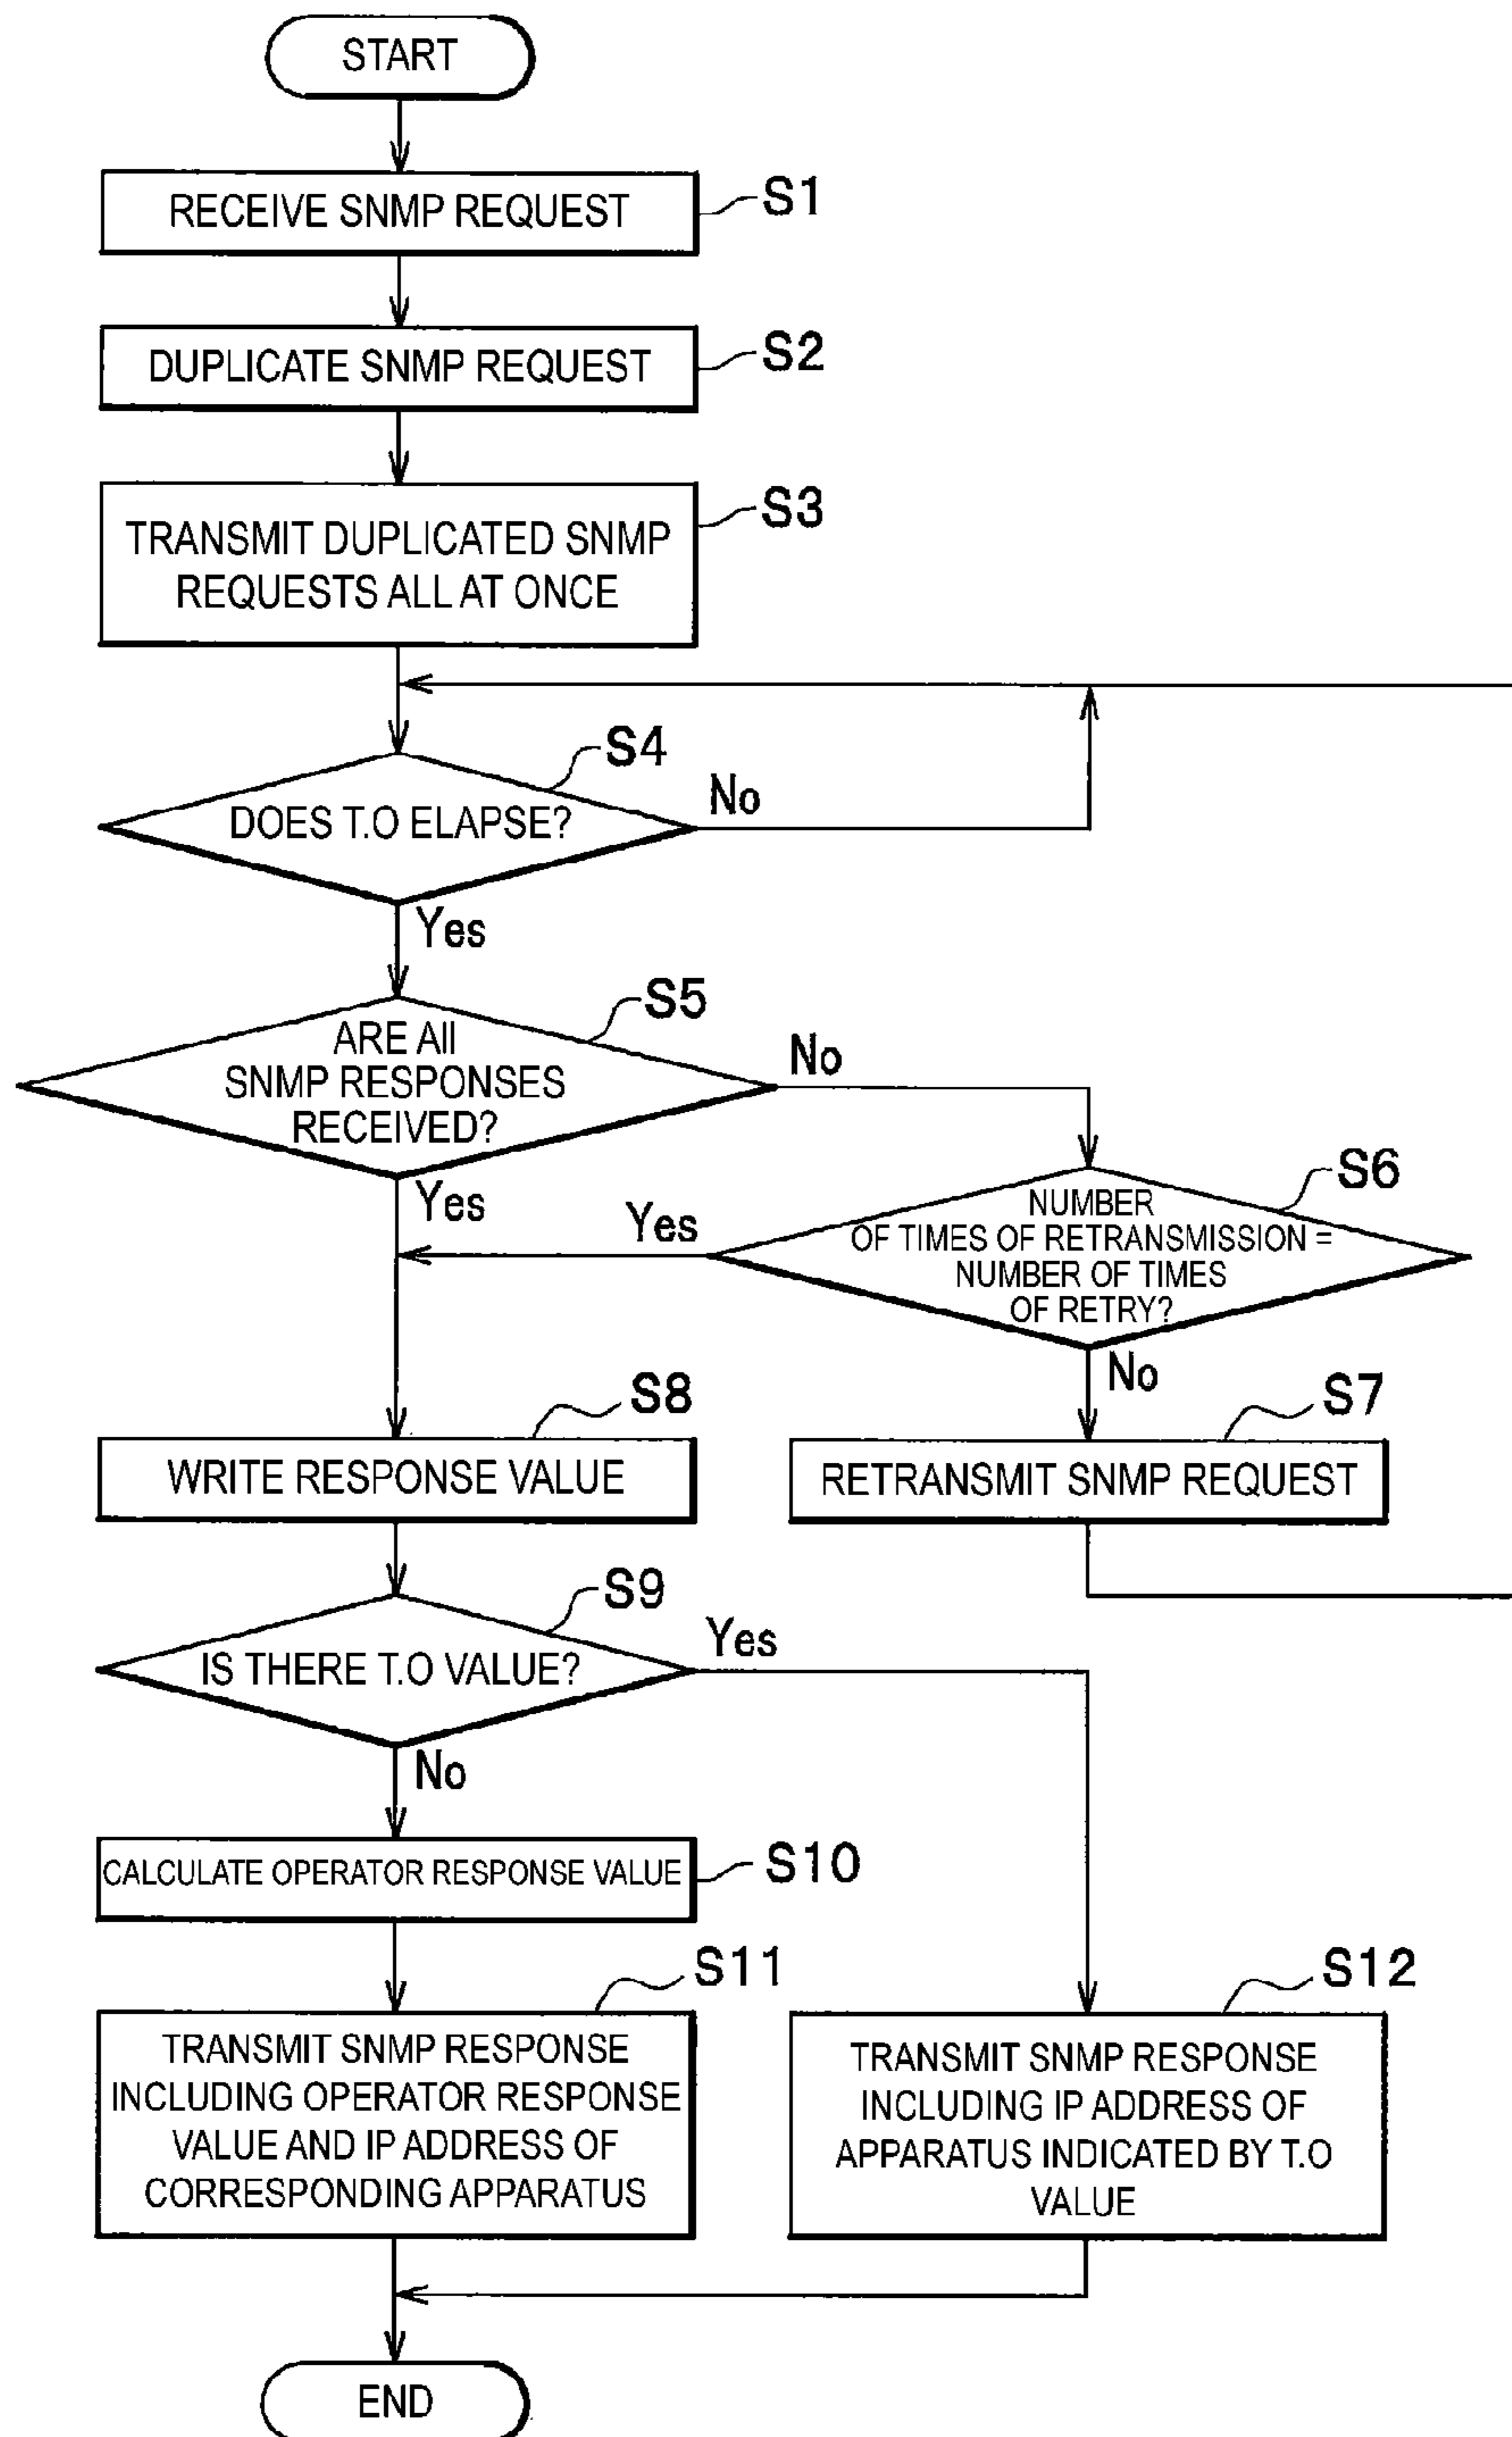 START
RECEIVE SNMP REQUEST
S1
DUPLICATE SNMP REQUEST
S2
TRANSMIT DUPLICATED SNMP
REQUESTS ALL AT ONCE
S3
DOES T.O ELAPSE?
S4
No
Yes
ARE All
SNMP RESPONSES
RECEIVED?
S5
No
Yes
NUMBER
OF TIMES OF RETRANSMISSION =
NUMBER OF TIMES
OF RETRY?
S6
Yes
No
RETRANSMIT SNMP REQUEST
S7
WRITE RESPONSE VALUE
S8
IS THERE T.O VALUE?
S9
Yes
No
CALCULATE OPERATOR RESPONSE VALUE
S10
TRANSMIT SNMP RESPONSE
INCLUDING OPERATOR RESPONSE
VALUE AND IP ADDRESS OF
CORRESPONDING APPARATUS
S11
TRANSMIT SNMP RESPONSE
INCLUDING IP ADDRESS OF
APPARATUS INDICATED BY T.O
VALUE
S12
END